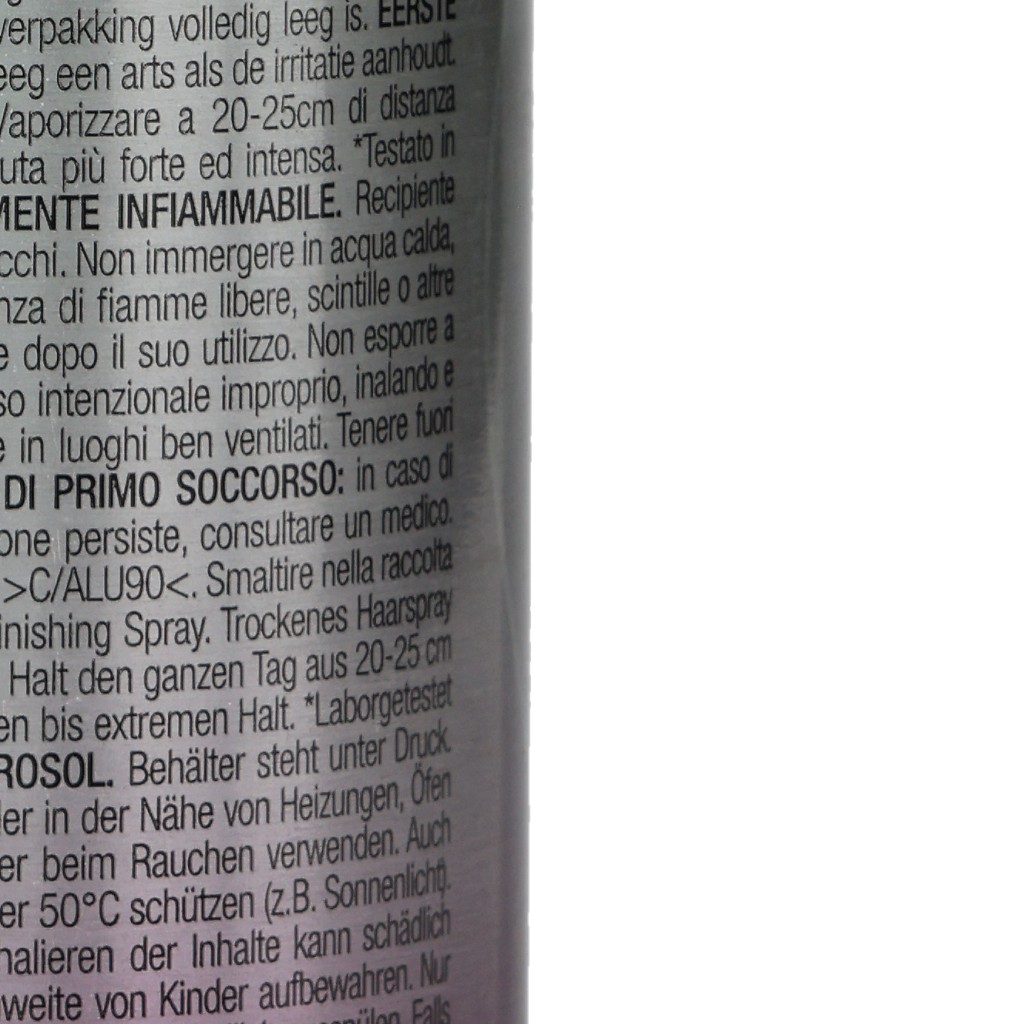 verpakking volledig leeg is. EERSTE
eeg een arts als de irritatie aanhoudt.
Vaporizzare a 20-25cm di distanza
uta più forte ed intensa. *Testato in
MENTE INFIAMMABILE. Recipiente
cchi. Non immergere in acqua calda,
nza di fiamme libere, scintille o altre
e dopo il suo utilizzo. Non esporre a
so intenzionale improprio, inalando e
e in luoghi ben ventilati. Tenere fuori
DI PRIMO SOCCORSO: in caso di
one persiste, consultare un medico.
>C/ALU90<. Smaltire nella raccolta
inishing Spray. Trockenes Haarspray
Halt den ganzen Tag aus 20-25 cm
en bis extremen Halt. *Laborgetestet
ROSOL. Behälter steht unter Druck.
er in der Nähe von Heizungen, Öfen
er beim Rauchen verwenden. Auch
er 50°C schützen (z.B. Sonnenlicht).
nalieren der Inhalte kann schädlich
weite von Kinder aufbewahren. Nur
Falls